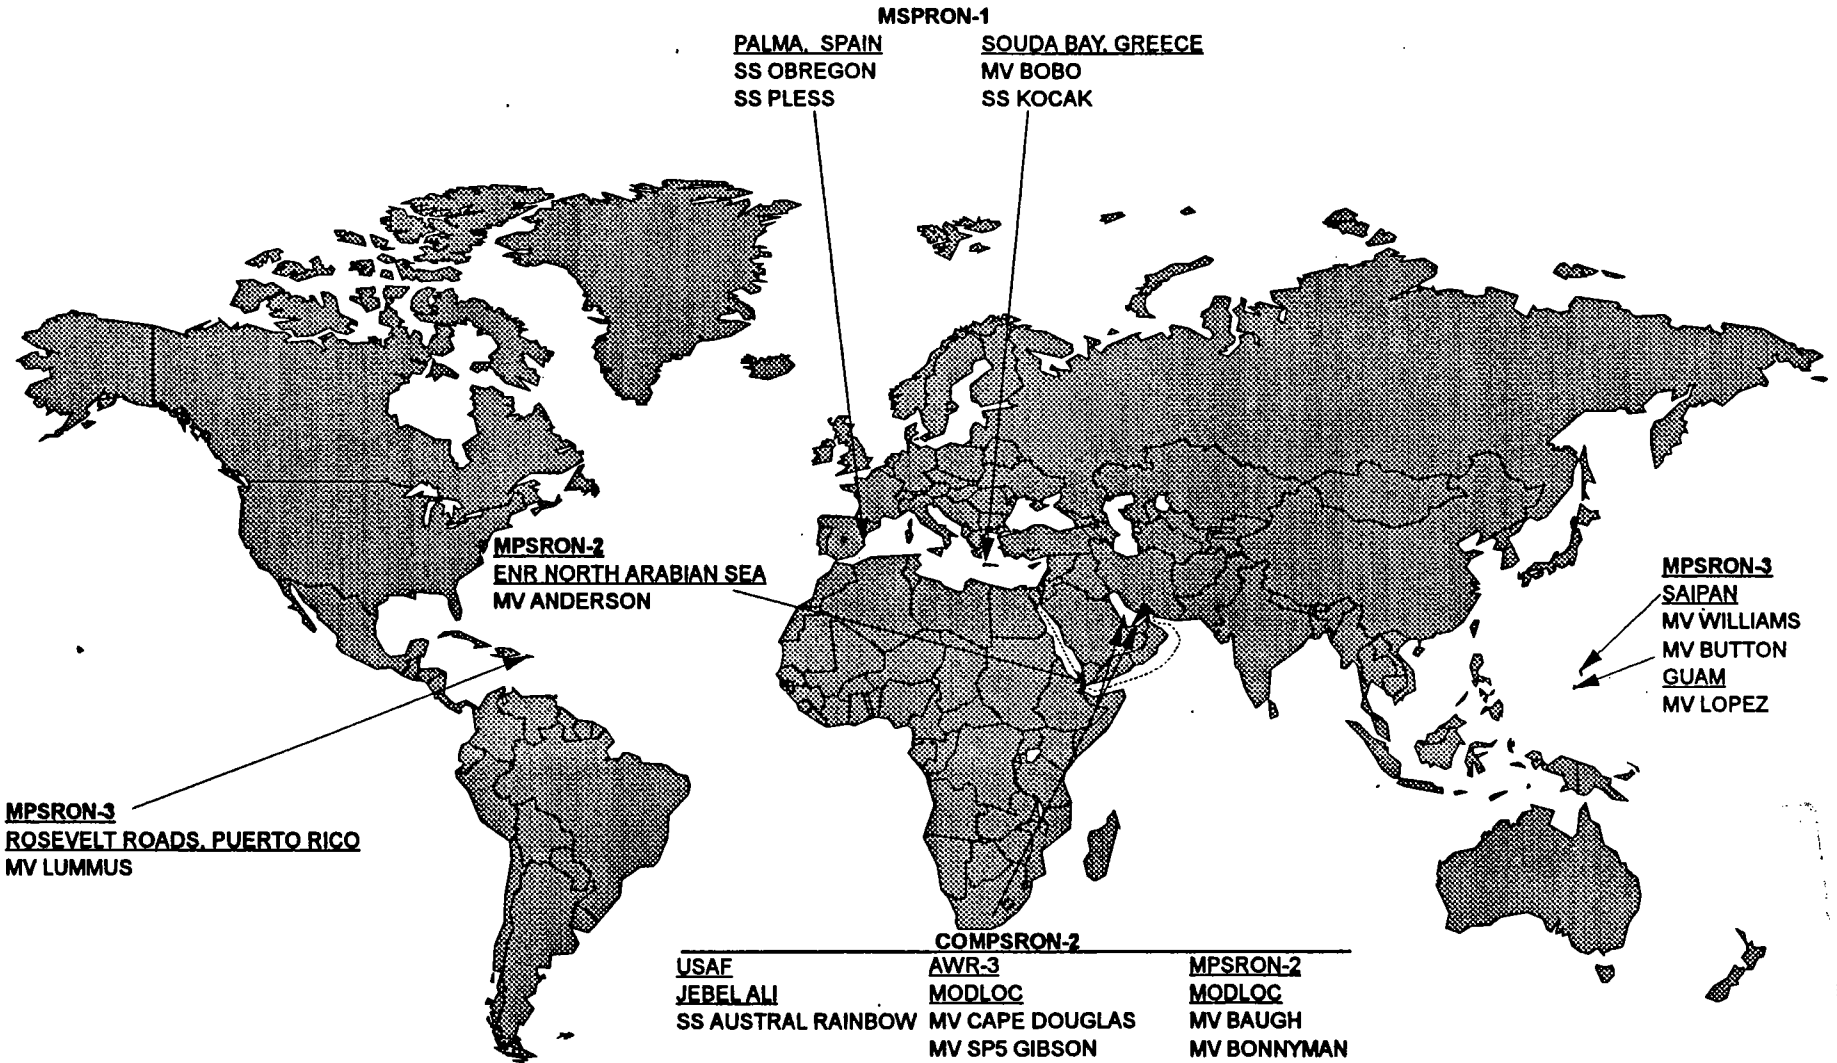 MSPRON-1
PALMA, SPAIN
SS OBREGON
SS PLESS
SOUDA BAY, GREECE
MV BOBO
SS KOCAK
MPSRON-2
ENR NORTH ARABIAN SEA
MV ANDERSON
MPSRON-3
SAIPAN
MV WILLIAMS
MV BUTTON
GUAM
MV LOPEZ
MPSRON-3
ROSEVELT ROADS, PUERTO RICO
MV LUMMUS
COMPSRON-2
USAF
JEBEL ALI
SS AUSTRAL RAINBOW
AWR-3
MODLOC
MV CAPE DOUGLAS
MV SP5 GIBSON
MPSRON-2
MODLOC
MV BAUGH
MV BONNYMAN